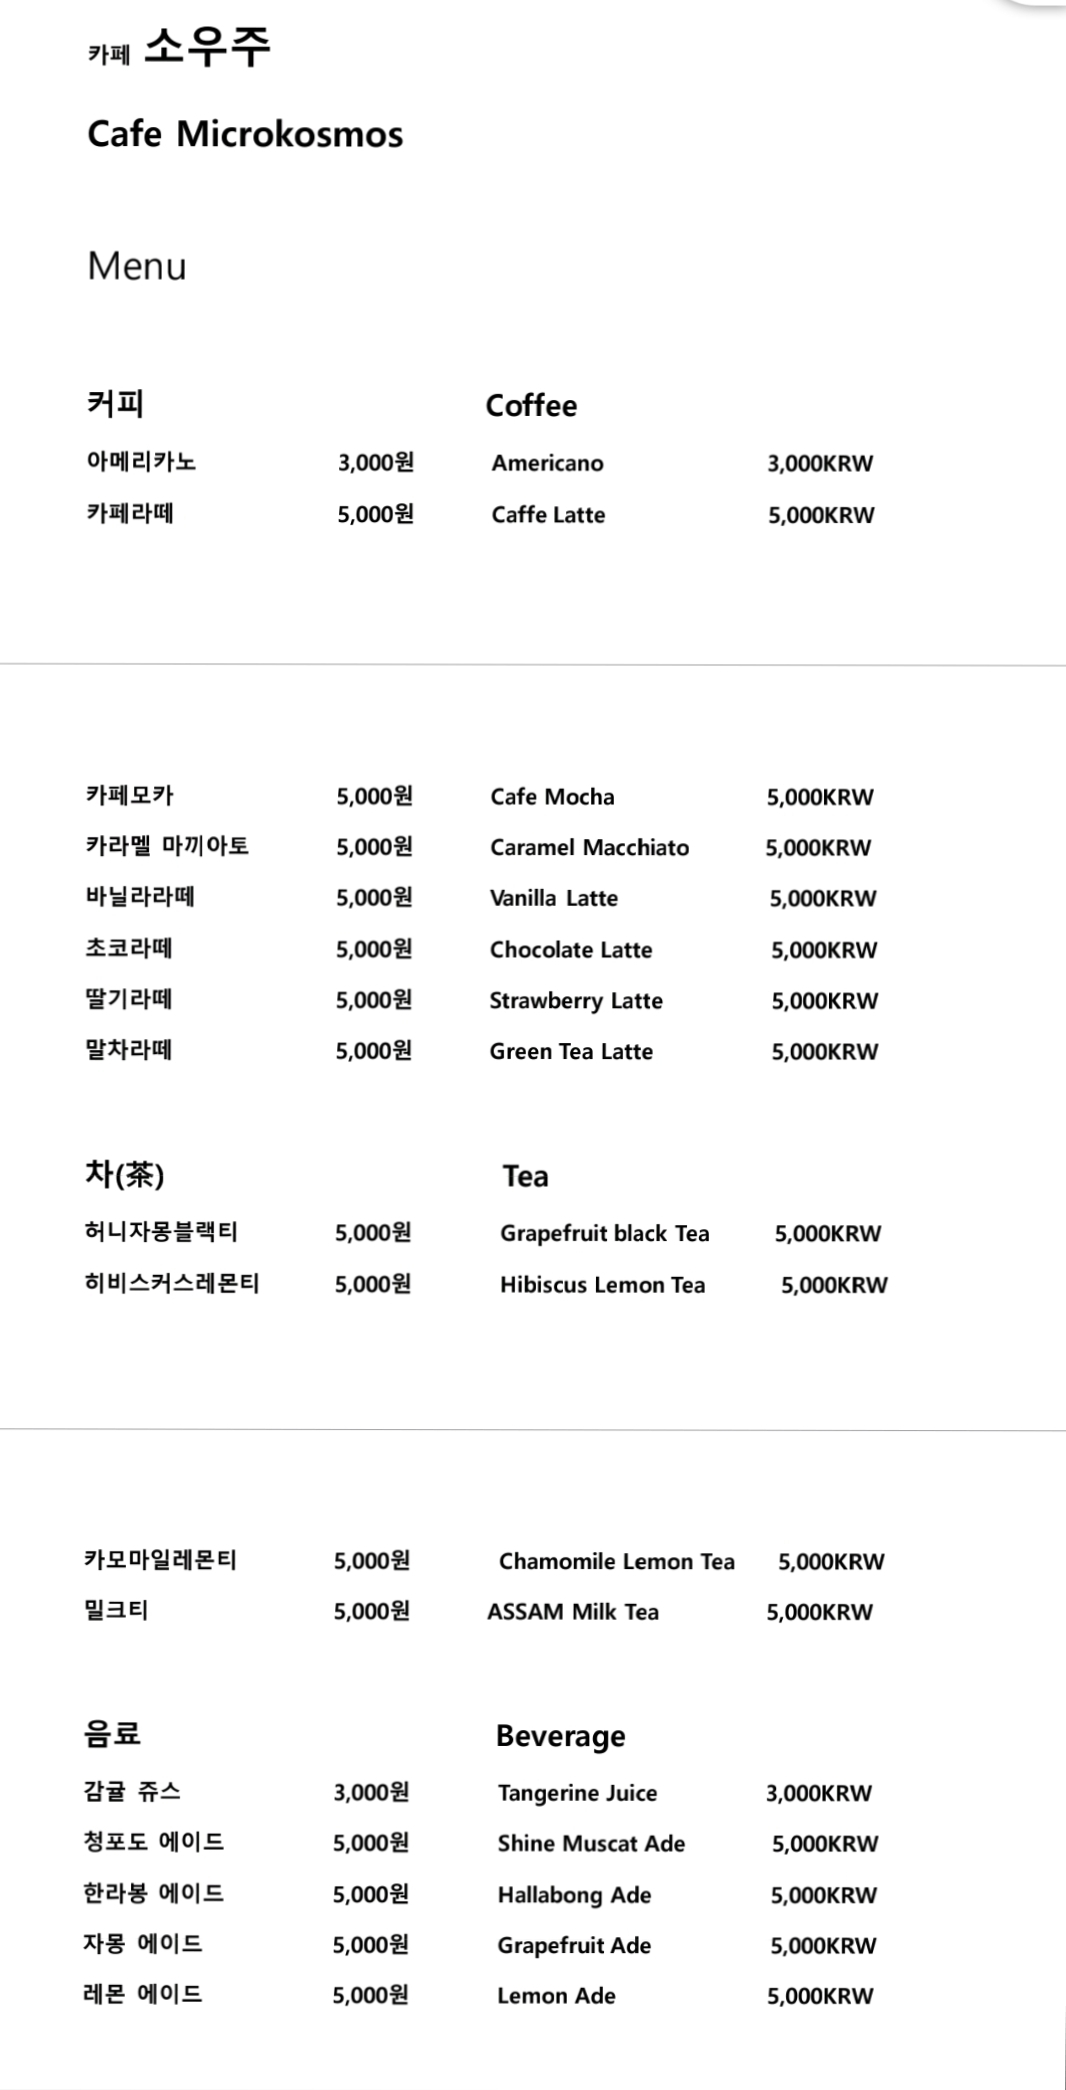 카페 소우주
Cafe Microkosmos
Menu
커피 Coffee
아메리카노 3,000원 Americano 3,000KRW
카페라떼 5,000원 Caffe Latte 5,000KRW
카페모카 5,000원 Cafe Mocha 5,000KRW
카라멜 마끼아토 5,000원 Caramel Macchiato 5,000KRW
바닐라라떼 5,000원 Vanilla Latte 5,000KRW
초코라떼 5,000원 Chocolate Latte 5,000KRW
딸기라떼 5,000원 Strawberry Latte 5,000KRW
말차라떼 5,000원 Green Tea Latte 5,000KRW
차(茶) Tea
허니자몽블랙티 5,000원 Grapefruit black Tea 5,000KRW
히비스커스레몬티 5,000원 Hibiscus Lemon Tea 5,000KRW
카모마일레몬티 5,000원 Chamomile Lemon Tea 5,000KRW
밀크티 5,000원 ASSAM Milk Tea 5,000KRW
음료 Beverage
감귤 쥬스 3,000원 Tangerine Juice 3,000KRW
청포도 에이드 5,000원 Shine Muscat Ade 5,000KRW
한라봉 에이드 5,000원 Hallabong Ade 5,000KRW
자몽 에이드 5,000원 Grapefruit Ade 5,000KRW
레몬 에이드 5,000원 Lemon Ade 5,000KRW